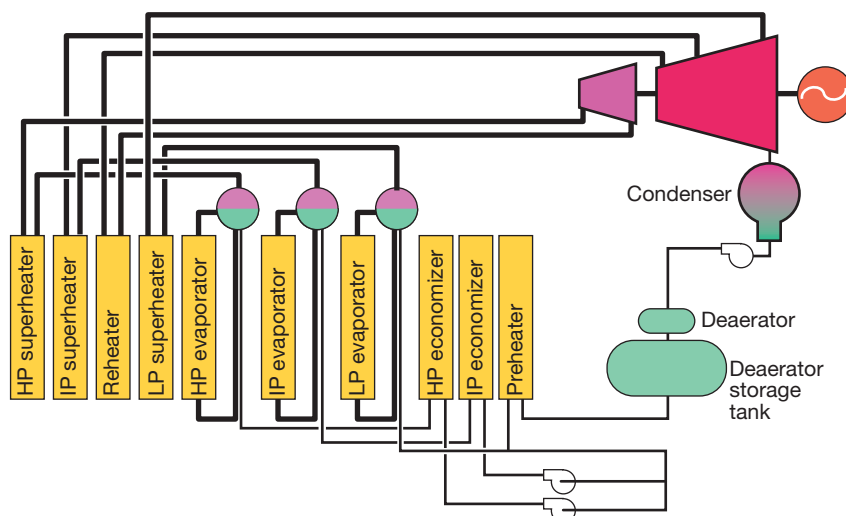 Condenser
Deaerator
Deaerator
storage
tank
HP superheater
IP superheater
Reheater
LP superheater
HP evaporator
IP evaporator
LP evaporator
HP economizer
IP economizer
Preheater